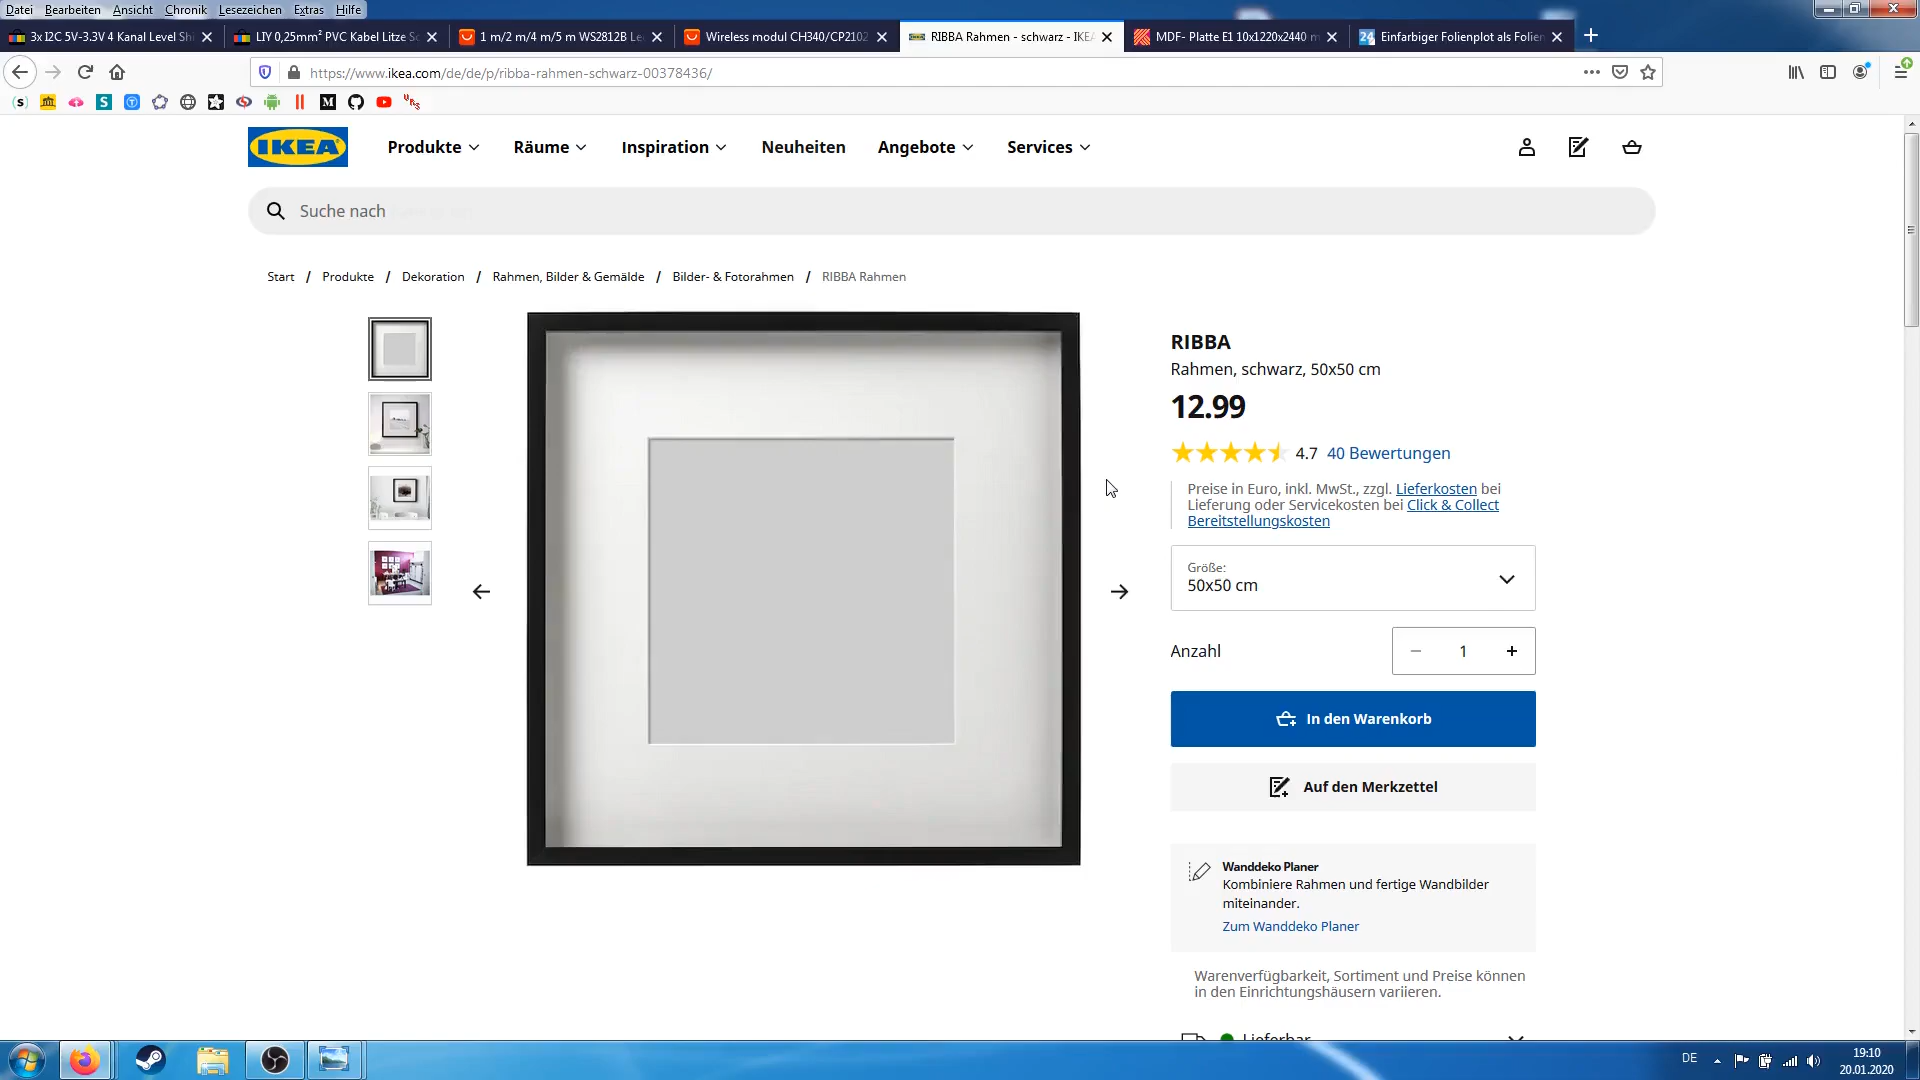 Datei Bearbeiten Ansicht Chronik Lesezeichen Extras Hilfe
3x I2C 5V-3.3V 4 Kanal Level Shi
LIY 0,25mm² PVC Kabel Litze Sc
1 m/2 m/4 m/5 m WS2812B Le
Wireless modul CH340/CP2102
RIBBA Rahmen - schwarz - IKEA
MDF- Platte E1 10x1220x2440 m
24 Einfarbiger Folienplot als Folien
https://www.ikea.com/de/de/p/ribba-rahmen-schwarz-00378436/
IKEA
Produkte Räume Inspiration Neuheiten Angebote Services
Suche nach
Start / Produkte / Dekoration / Rahmen, Bilder & Gemälde / Bilder- & Fotorahmen / RIBBA Rahmen
RIBBA
Rahmen, schwarz, 50x50 cm
12.99
4.7 40 Bewertungen
Preise in Euro, inkl. MwSt., zzgl. Lieferkosten bei
Lieferung oder Servicekosten bei Click & Collect
Bereitstellungskosten
Größe:
50x50 cm
Anzahl
− 1 +
In den Warenkorb
Auf den Merkzettel
Wanddeko Planer
Kombiniere Rahmen und fertige Wandbilder
miteinander.
Zum Wanddeko Planer
Warenverfügbarkeit, Sortiment und Preise können
in den Einrichtungshäusern variieren.
Lieferbar
DE
19:10
20.01.2020